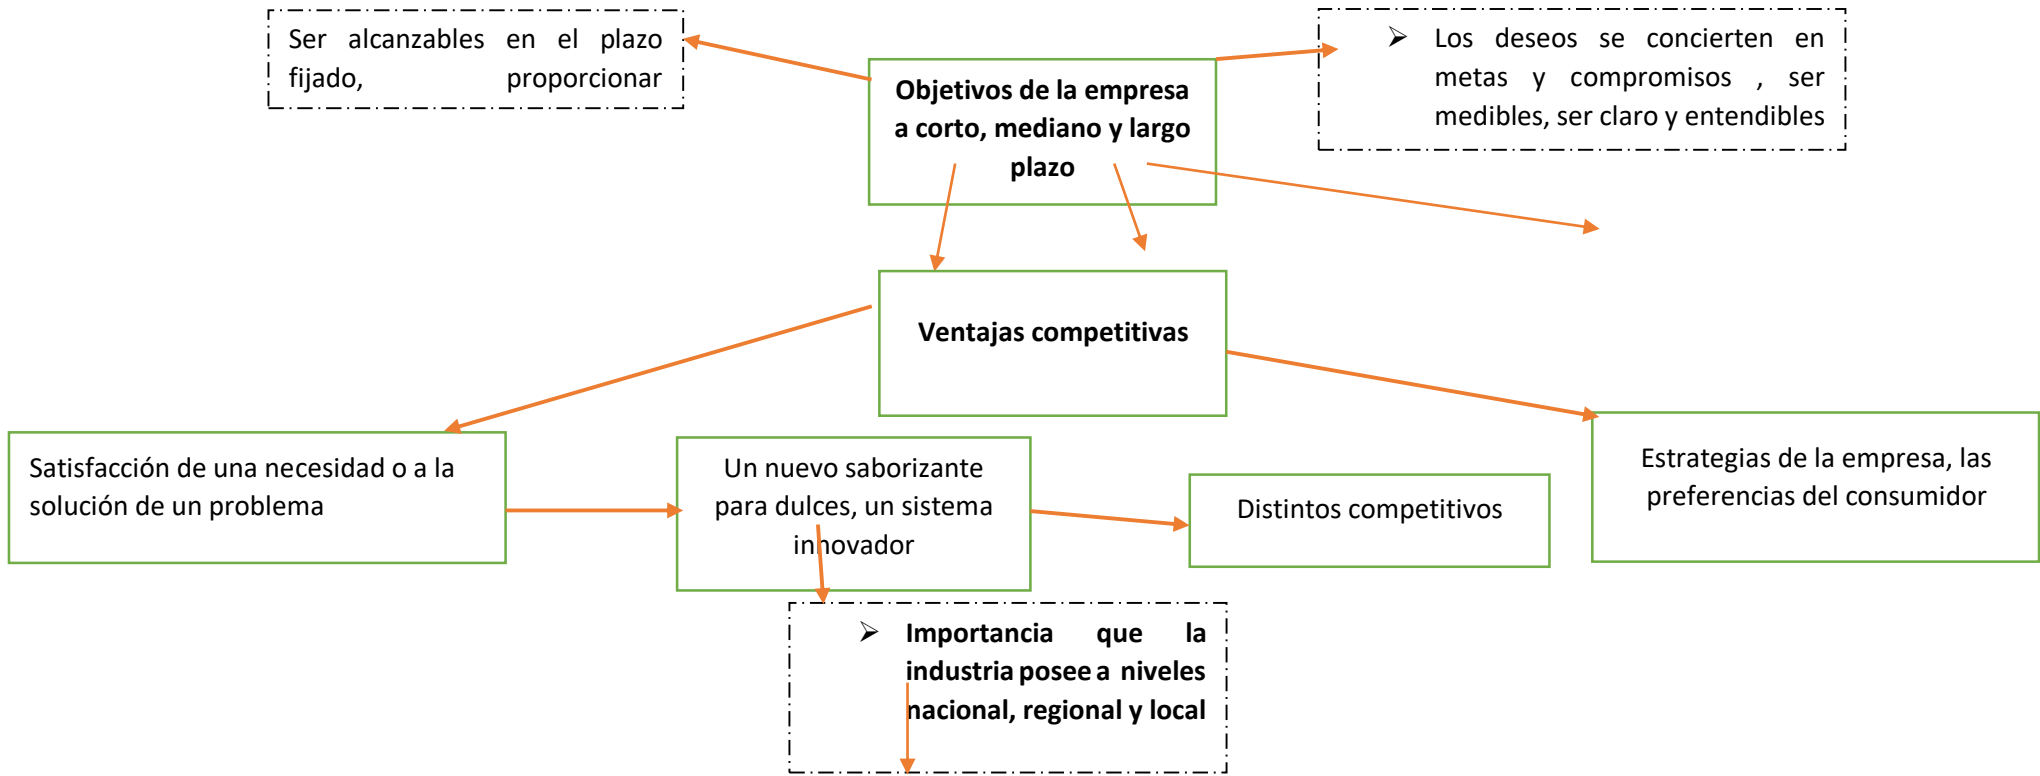 Ser alcanzables en el plazo
fijado, proporcionar
Objetivos de la empresa
a corto, mediano y largo
plazo
➢ Los deseos se concierten en
metas y compromisos , ser
medibles, ser claro y entendibles
Ventajas competitivas
Satisfacción de una necesidad o a la
solución de un problema
Un nuevo saborizante
para dulces, un sistema
innovador
Distintos competitivos
Estrategias de la empresa, las
preferencias del consumidor
➢ Importancia que la
industria posee a niveles
nacional, regional y local